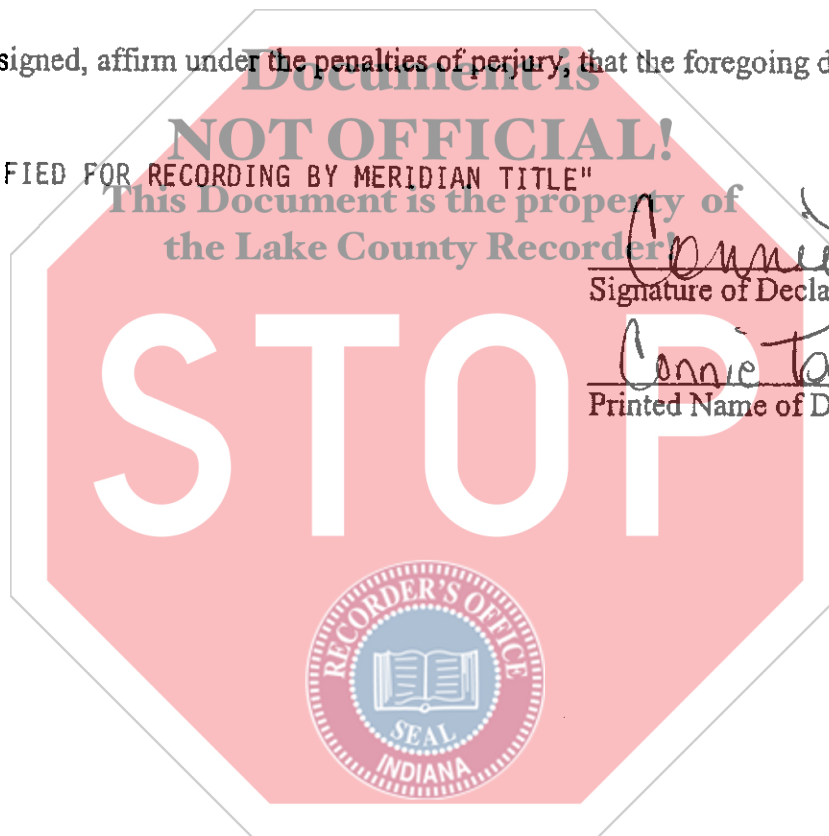 signed, affirm under the penalties of perjury, that the foregoing d
Document is
NOT OFFICIAL!
FIED FOR RECORDING BY MERIDIAN TITLE"
This Document is the property of
the Lake County Recorder!
Connie
Signature of Decla
Connie To
Printed Name of D
STOP
RECORDER'S OFFICE
SEAL
INDIANA